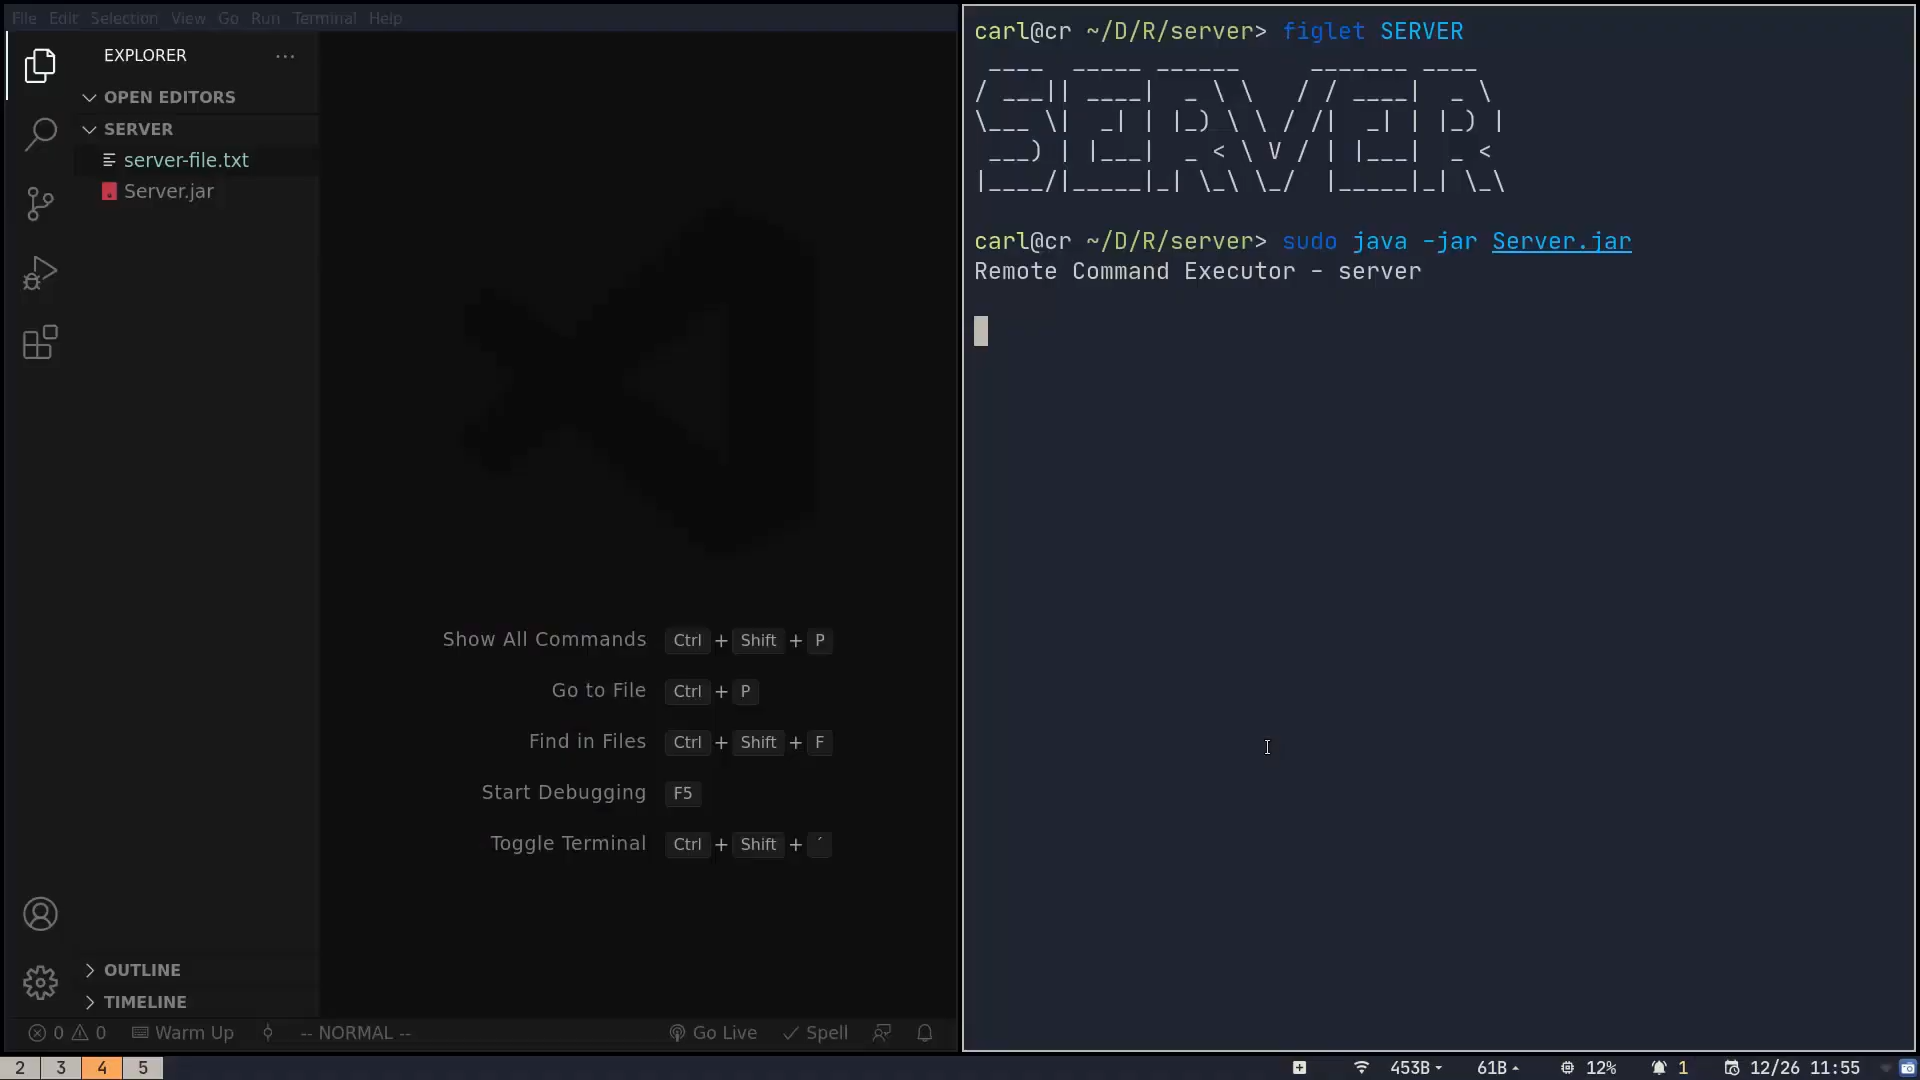 File Edit Selection View Go Run Terminal Help
EXPLORER
OPEN EDITORS
SERVER
server-file.txt
Server.jar
Show All Commands Ctrl + Shift + P
Go to File Ctrl + P
Find in Files Ctrl + Shift + F
Start Debugging F5
Toggle Terminal Ctrl + Shift + ´
OUTLINE
TIMELINE
0 0 Warm Up -- NORMAL -- Go Live Spell
carl@cr ~/D/R/server> figlet SERVER
SERVER
carl@cr ~/D/R/server> sudo java -jar Server.jar
Remote Command Executor - server
2 3 4 5 453B 61B 12% 1 12/26 11:55